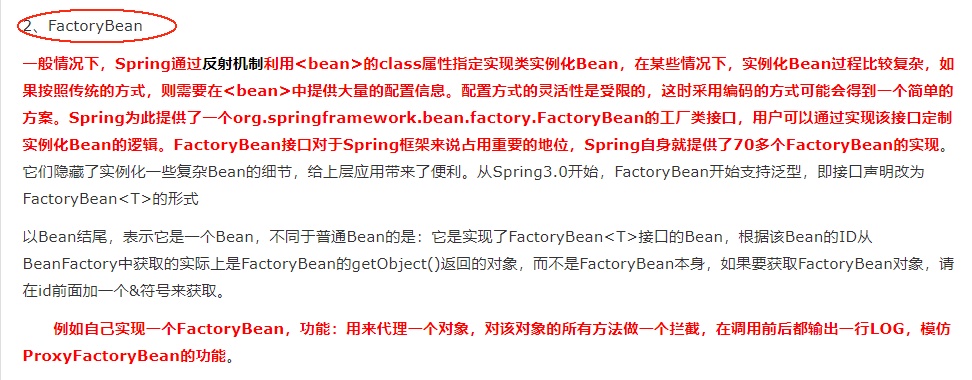 2、FactoryBean
一般情况下，Spring通过反射机制利用<bean>的class属性指定实现类实例化Bean，在某些情况下，实例化Bean过程比较复杂，如
果按照传统的方式，则需要在<bean>中提供大量的配置信息。配置方式的灵活性是受限的，这时采用编码的方式可能会得到一个简单的
方案。Spring为此提供了一个org.springframework.bean.factory.FactoryBean的工厂类接口，用户可以通过实现该接口定制
实例化Bean的逻辑。FactoryBean接口对于Spring框架来说占用重要的地位，Spring自身就提供了70多个FactoryBean的实现。
它们隐藏了实例化一些复杂Bean的细节，给上层应用带来了便利。从Spring3.0开始，FactoryBean开始支持泛型，即接口声明改为
FactoryBean<T>的形式
以Bean结尾，表示它是一个Bean，不同于普通Bean的是：它是实现了FactoryBean<T>接口的Bean，根据该Bean的ID从
BeanFactory中获取的实际上是FactoryBean的getObject()返回的对象，而不是FactoryBean本身，如果要获取FactoryBean对象，请
在id前面加一个&符号来获取。
例如自己实现一个FactoryBean，功能：用来代理一个对象，对该对象的所有方法做一个拦截，在调用前后都输出一行LOG，模仿
ProxyFactoryBean的功能。